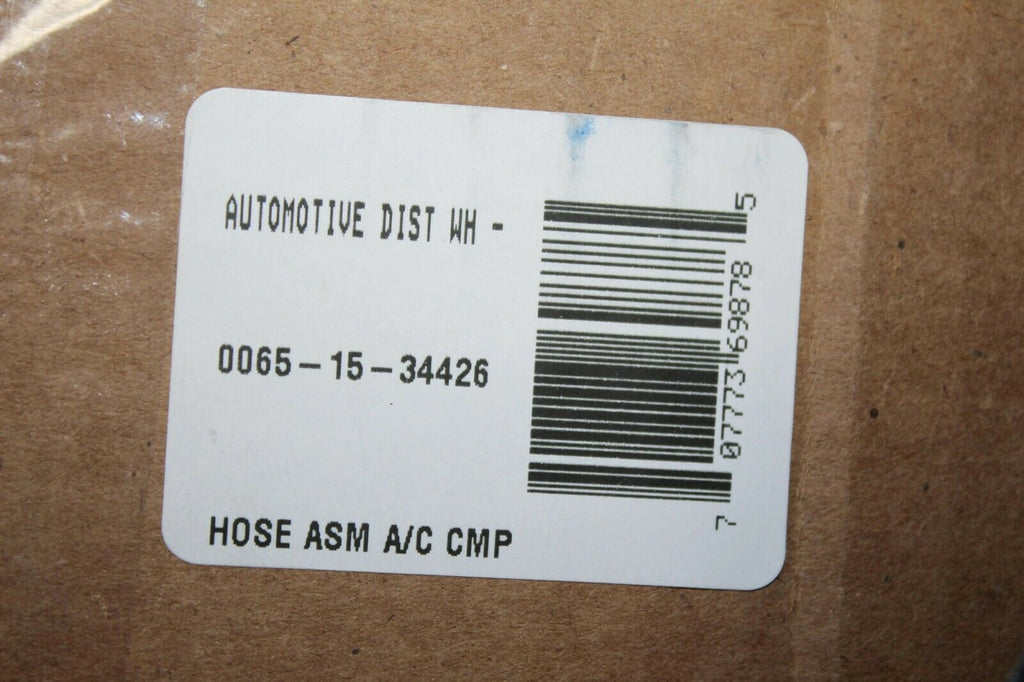 AUTOMOTIVE DIST WH -
0065-15-34426
HOSE ASM A/C CMP
7 07773 69878 5